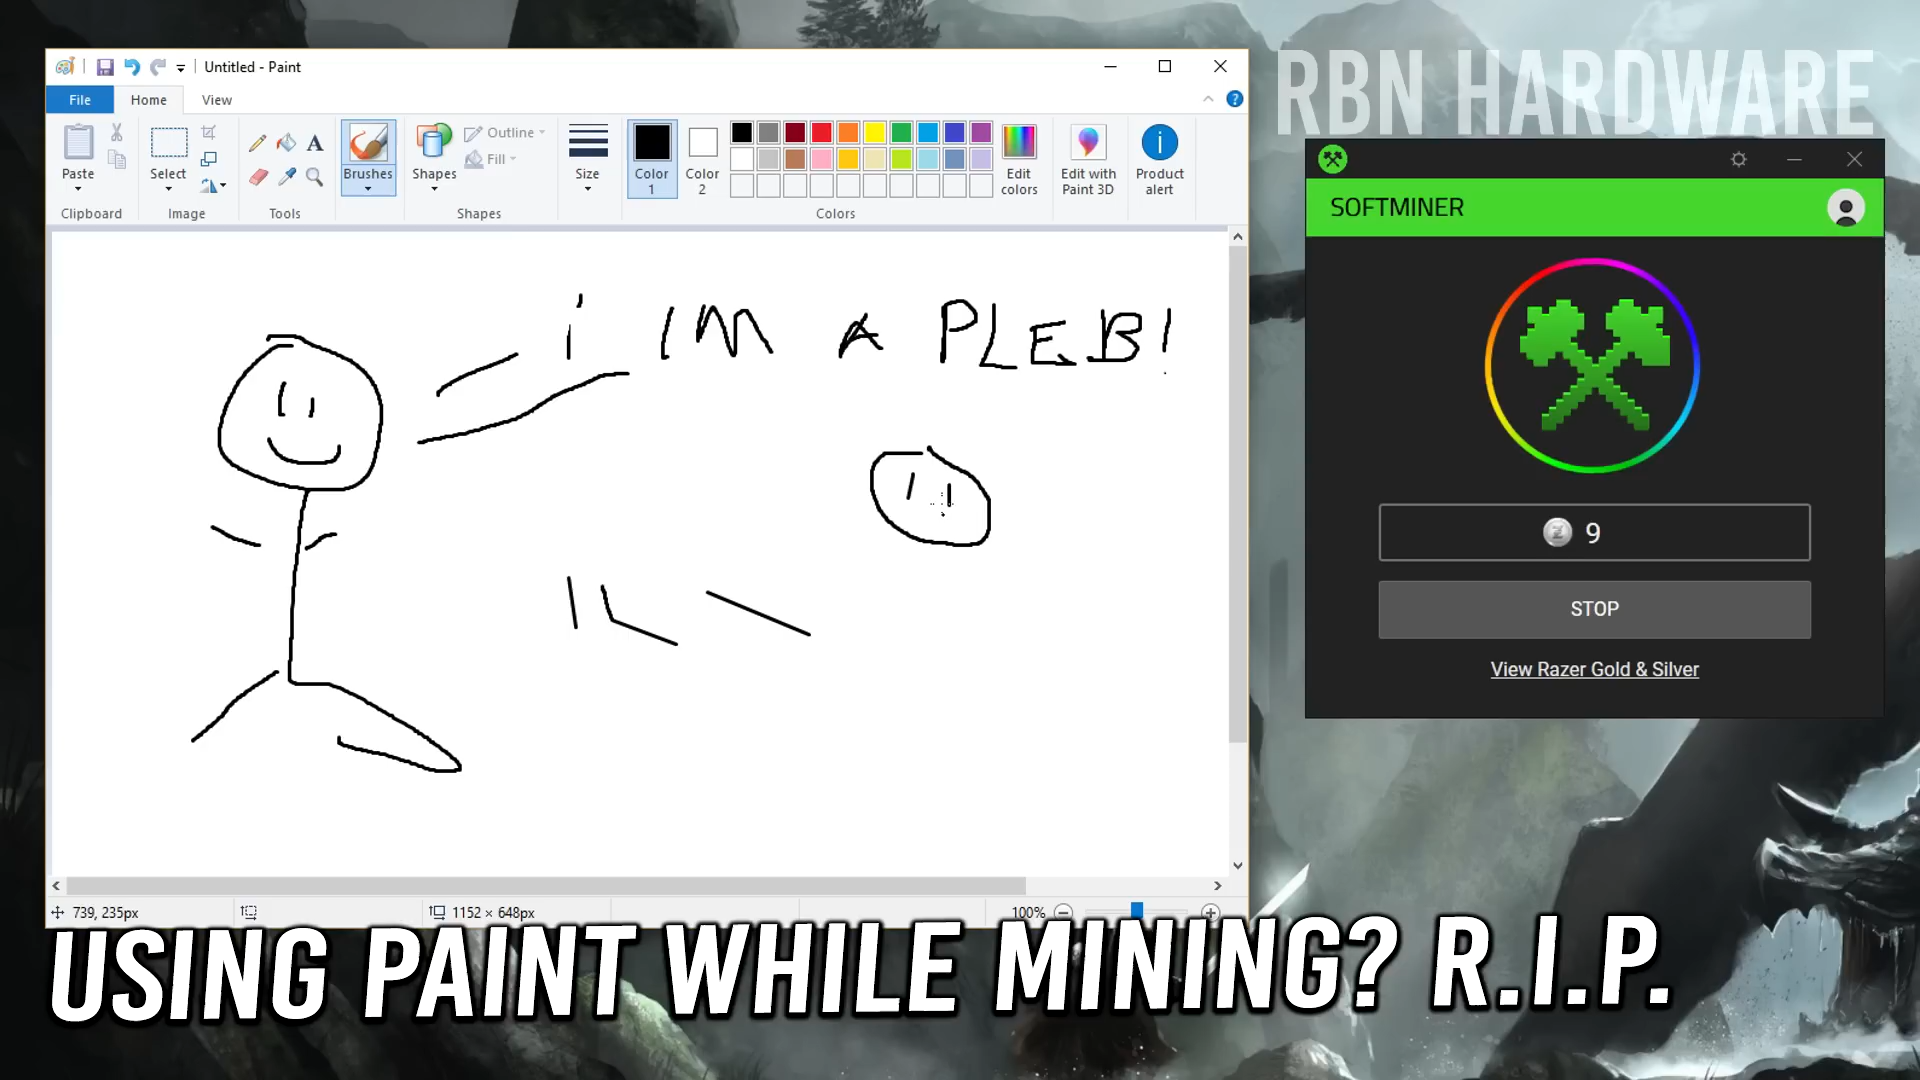 RBN HARDWARE
Untitled - Paint
File Home View
Paste
Select
Brushes
Shapes
Outline
Fill
Size
Color 1
Color 2
Edit colors
Edit with Paint 3D
Product alert
Clipboard Image Tools Shapes Colors
i IM A PLEB!
739, 235px
1152 × 648px
100%
SOFTMINER
9
STOP
View Razer Gold & Silver
USING PAINT WHILE MINING? R.I.P.